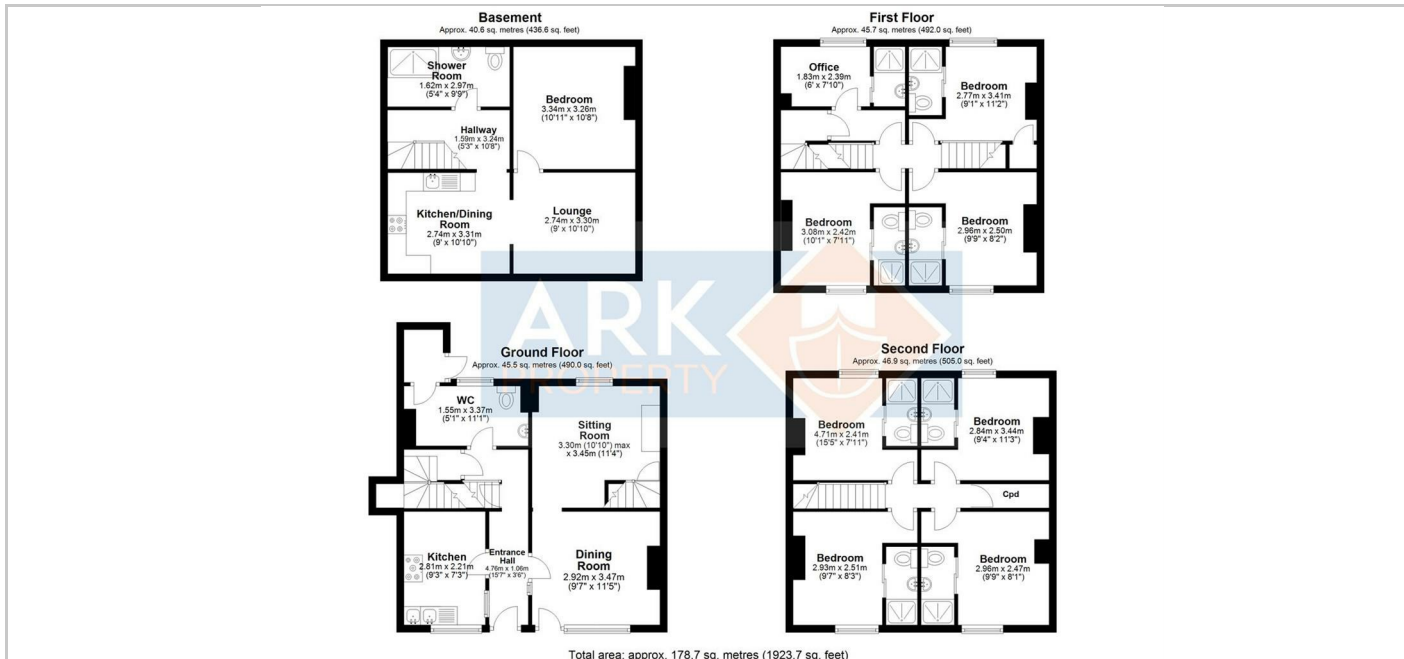 Basement
Approx. 40.6 sq. metres (436.6 sq. feet)
Shower
Room
1.62m x 2.97m
(5'4" x 9'9")
Bedroom
3.34m x 3.26m
(10'11" x 10'8")
Hallway
1.59m x 3.24m
(5'3" x 10'8")
Kitchen/Dining
Room
2.74m x 3.31m
(9' x 10'10")
Lounge
2.74m x 3.30m
(9' x 10'10")
First Floor
Approx. 45.7 sq. metres (492.0 sq. feet)
Office
1.83m x 2.39m
(6' x 7'10")
Bedroom
2.77m x 3.41m
(9'1" x 11'2")
Bedroom
3.08m x 2.42m
(10'1" x 7'11")
Bedroom
2.96m x 2.50m
(9'9" x 8'2")
ARK
PROPERTY
Ground Floor
Approx. 45.5 sq. metres (490.0 sq. feet)
WC
1.55m x 3.37m
(5'1" x 11'1")
Sitting
Room
3.30m (10'10") max
x 3.45m (11'4")
Kitchen
2.81m x 2.21m
(9'3" x 7'3")
Entrance
Hall
4.76m x 1.06m
(15'7" x 3'6")
Dining
Room
2.92m x 3.47m
(9'7" x 11'5")
Second Floor
Approx. 46.9 sq. metres (505.0 sq. feet)
Bedroom
4.71m x 2.41m
(15'5" x 7'11")
Bedroom
2.84m x 3.44m
(9'4" x 11'3")
Cpd
Bedroom
2.93m x 2.51m
(9'7" x 8'3")
Bedroom
2.96m x 2.47m
(9'9" x 8'1")
Total area: approx. 178.7 sq. metres (1923.7 sq. feet)